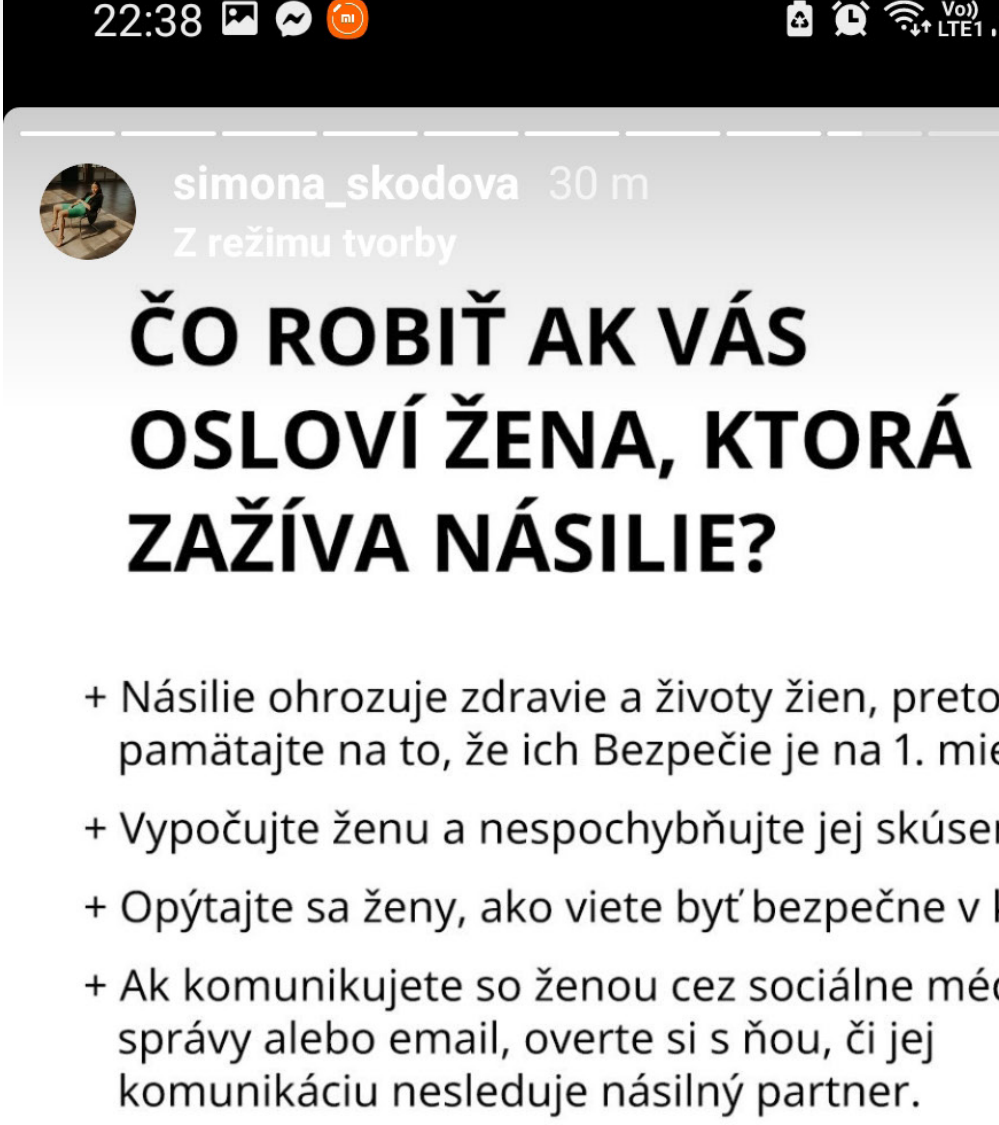 22:38
Vo))
LTE1
mi
simona_skodova 30 m
Z režimu tvorby
ČO ROBIŤ AK VÁS
OSLOVÍ ŽENA, KTORÁ
ZAŽÍVA NÁSILIE?
+ Násilie ohrozuje zdravie a životy žien, preto
pamätajte na to, že ich Bezpečie je na 1.
+ Vypočujte ženu a nespochybňujte jej
+ Opýtajte sa ženy, ako viete byť bezpečne v
+ Ak komunikujete so ženou cez sociálne
správy alebo email, overte si s ňou, či jej
komunikáciu nesleduje násilný partner.